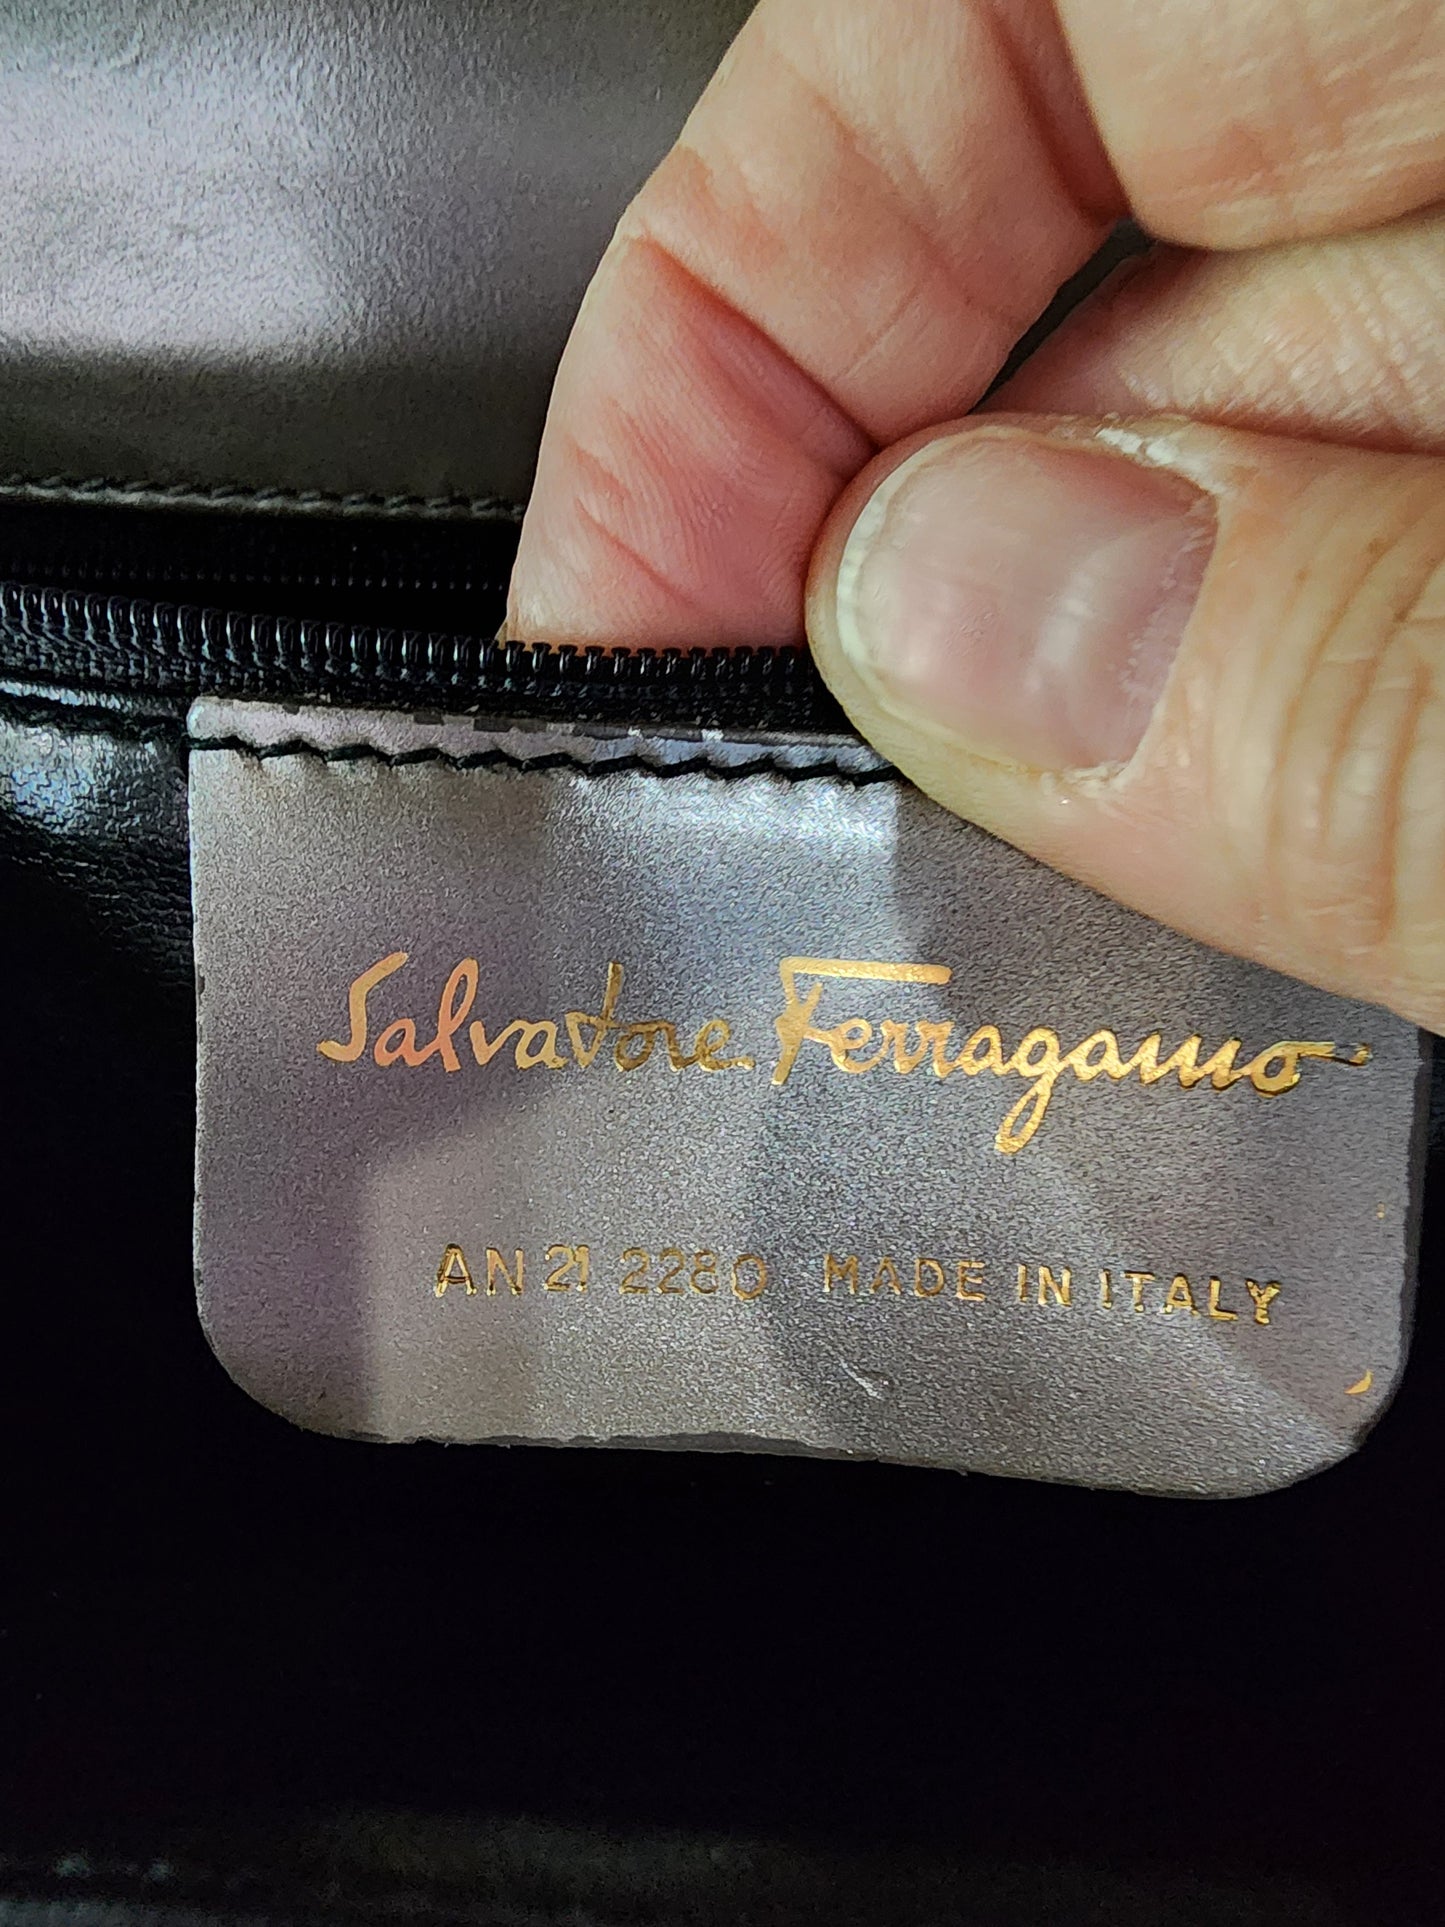 Salvatore Ferragamo
AN 21 2280 MADE IN ITALY